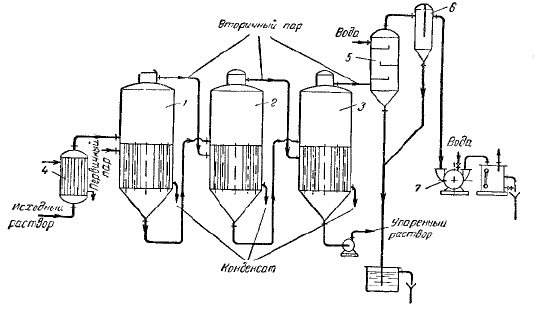 Вторичный пар
Вода
6
5
1
2
3
4
Первичный
пар
Вода
7
Исходный
раствор
Упаренный
раствор
Конденсат